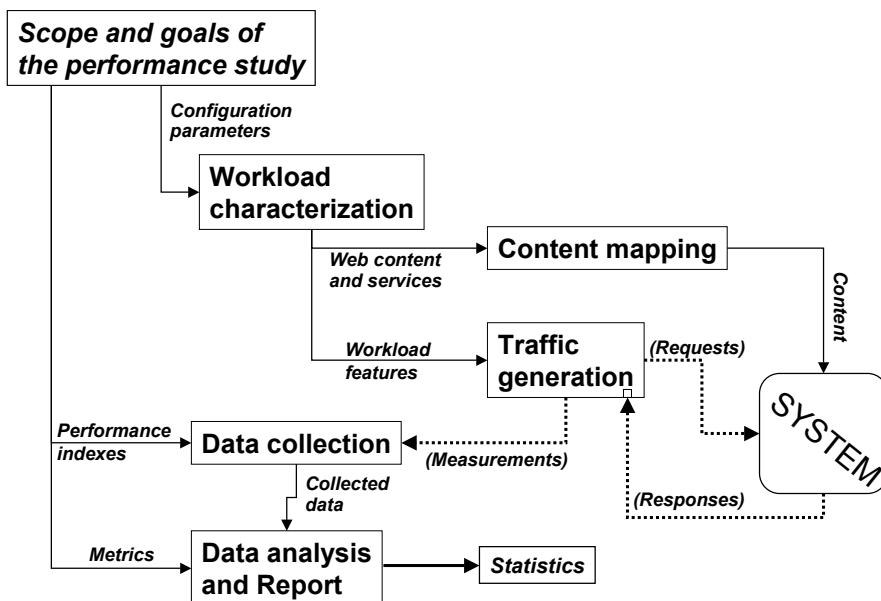 Scope and goals of
the performance study
Configuration
parameters
Workload
characterization
Web content
and services
Content mapping
Content
Workload
features
Traffic
generation
(Requests)
SYSTEM
Performance
indexes
Data collection
(Measurements)
(Responses)
Collected
data
Metrics
Data analysis
and Report
Statistics